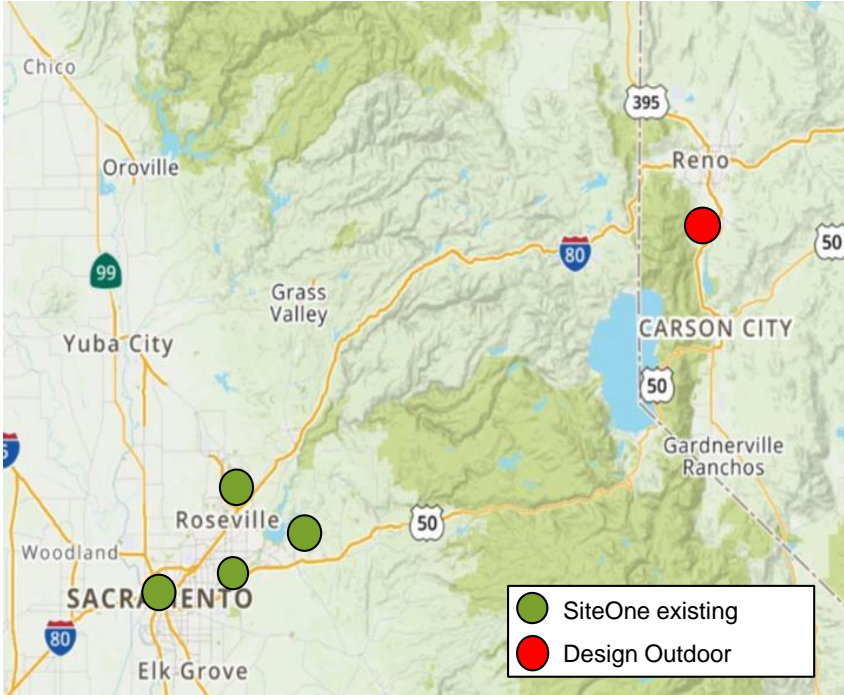 Chico
395
Reno
Oroville
50
80
99
Grass
Valley
CARSON CITY
Yuba City
50
Gardnerville
Ranchos
5
Roseville
50
Woodland
SACRAMENTO
80
Elk Grove
SiteOne existing
Design Outdoor